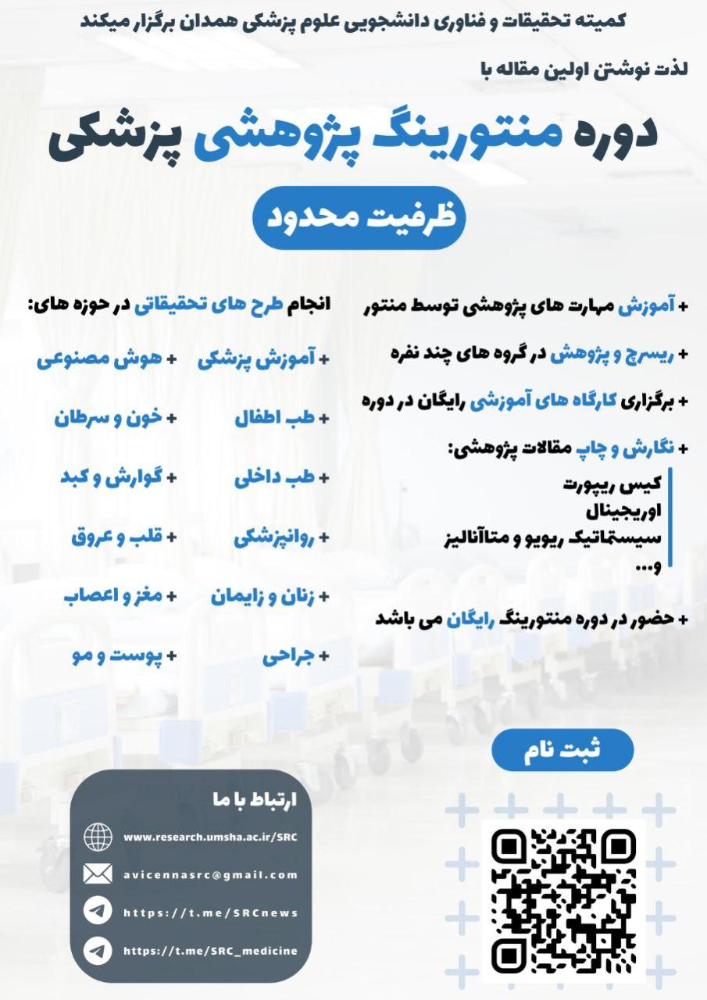 کمیته تحقیقات و فناوری دانشجویی علوم پزشکی همدان برگزار میکند
لذت نوشتن اولین مقاله با
دوره منتورینگ پژوهشی پزشکی
ظرفیت محدود
+ آموزش مهارت های پژوهشی توسط منتور
+ ریسرچ و پژوهش در گروه های چند نفره
+ برگزاری کارگاه های آموزشی رایگان در دوره
+ نگارش و چاپ مقالات پژوهشی:
کیس ریپورت
اوریجینال
سیستماتیک ریویو و متاآنالیز
و...
+ حضور در دوره منتورینگ رایگان می باشد
انجام طرح های تحقیقاتی در حوزه های:
+ آموزش پزشکی
+ طب اطفال
+ طب داخلی
+ روانپزشکی
+ زنان و زایمان
+ جراحی
+ هوش مصنوعی
+ خون و سرطان
+ گوارش و کبد
+ قلب و عروق
+ مغز و اعصاب
+ پوست و مو
ثبت نام
ارتباط با ما
www.research.umsha.ac.ir/SRC
avicennasrc@gmail.com
https://t.me/SRCnews
https://t.me/SRC_medicine